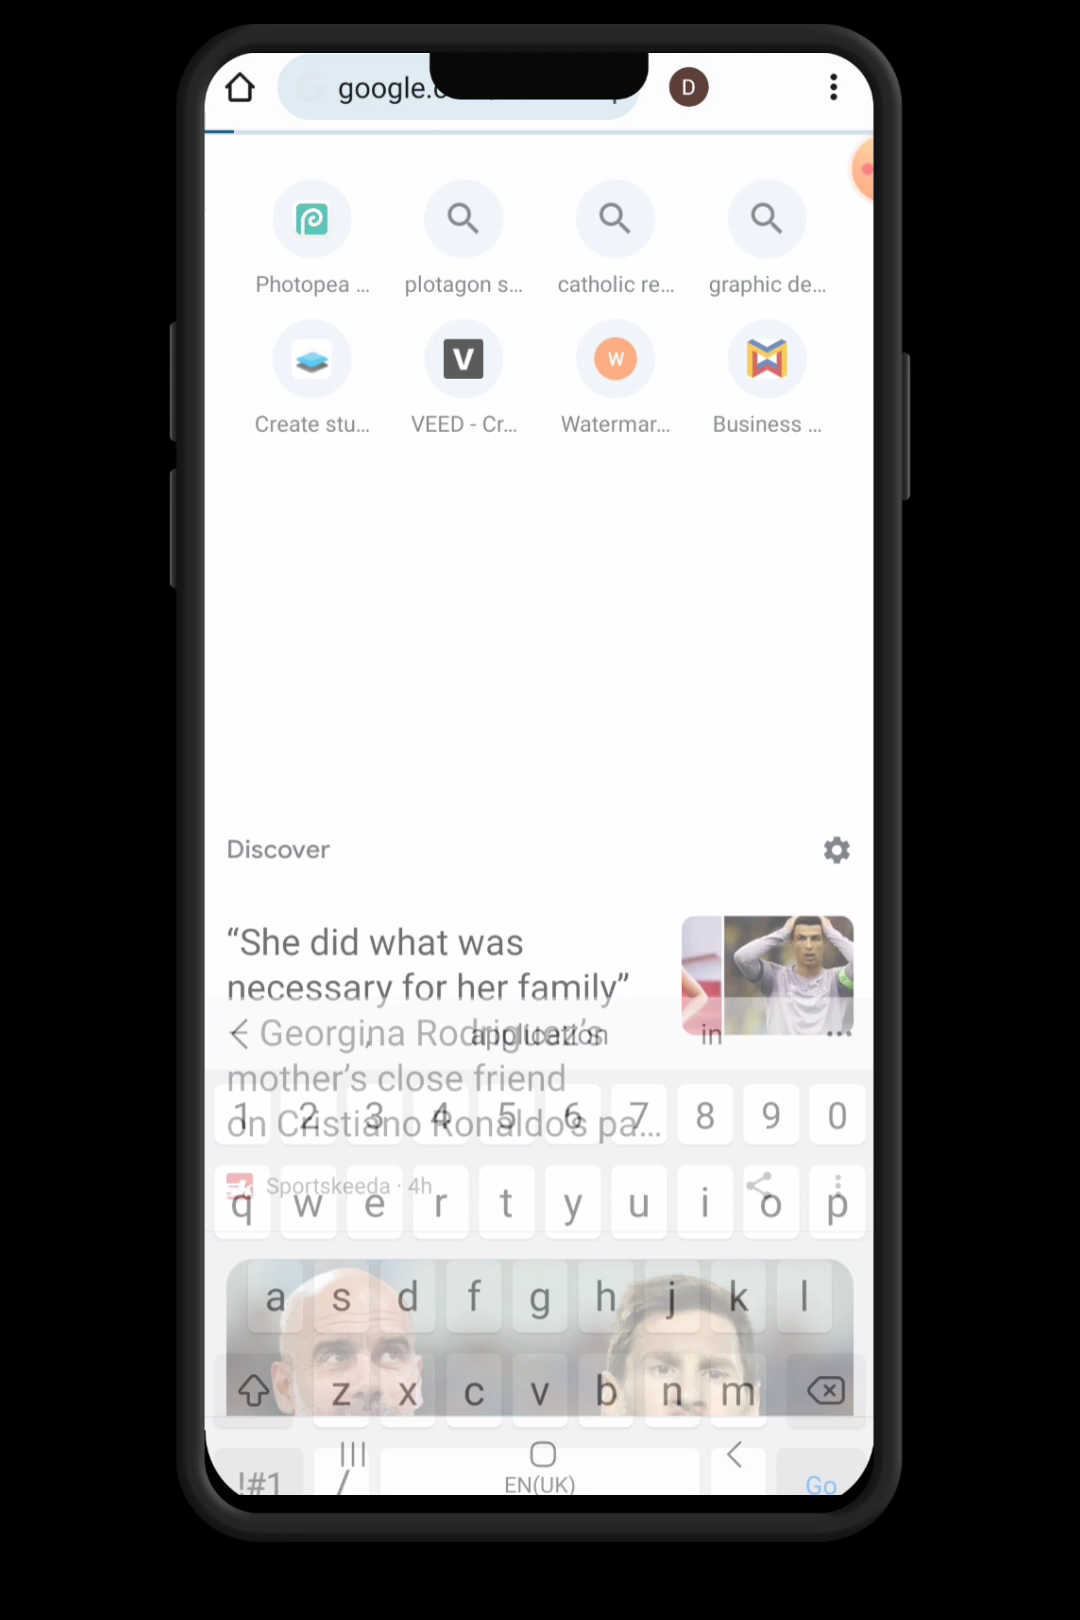 google.c
D
Photopea ...
plotagon s...
catholic re...
graphic de...
V
W
Create stu...
VEED - Cr...
Watermar...
Business ...
Discover
“She did what was
necessary for her family”
Georgina Rodriguez’s
mother’s close friend
on Cristiano Ronaldo’s pa...
Sportskeeda · 4h
, application in ...
1 2 3 4 5 6 7 8 9 0
q w e r t y u i o p
a s d f g h j k l
z x c v b n m
!#1 / EN(UK) Go